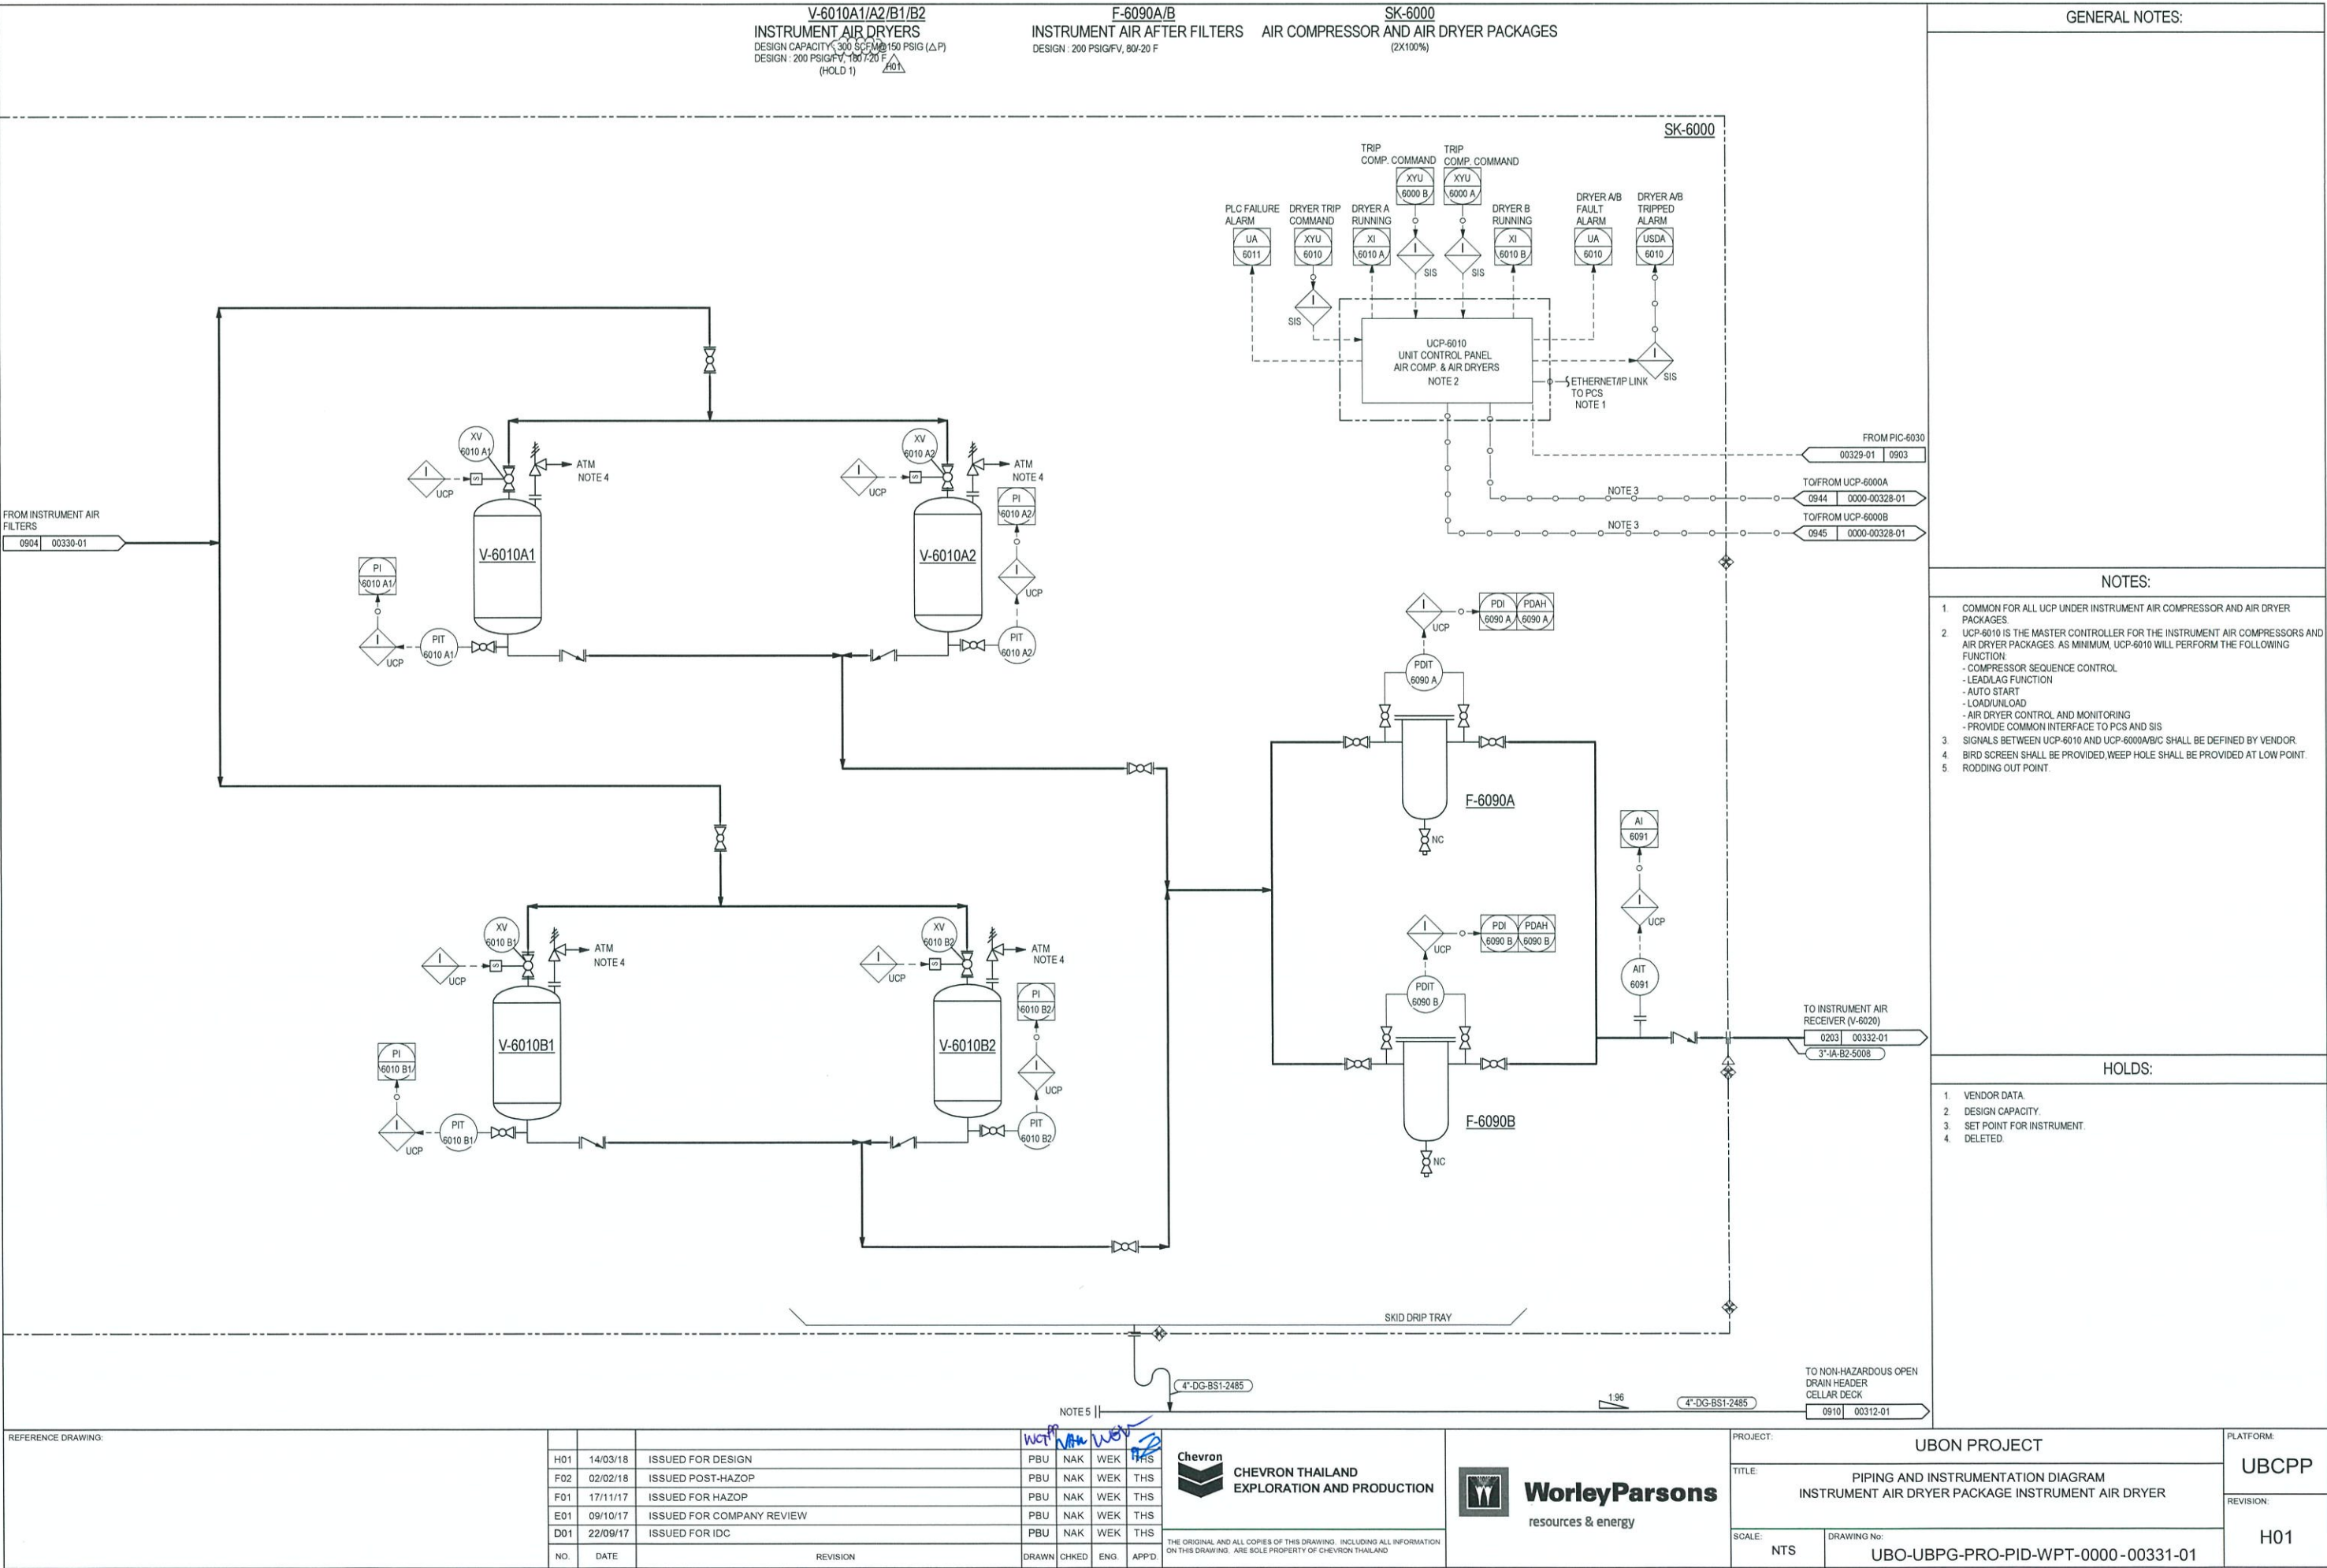 V-6010A1/A2/B1/B2
INSTRUMENT AIR DRYERS
DESIGN CAPACITY : 300 SCFM@150 PSIG (△P)
DESIGN : 200 PSIG/FV, 180 /-20 F
(HOLD 1)
H01
F-6090A/B
INSTRUMENT AIR AFTER FILTERS
DESIGN : 200 PSIG/FV, 80/-20 F
SK-6000
AIR COMPRESSOR AND AIR DRYER PACKAGES
(2X100%)
GENERAL NOTES:
SK-6000
TRIP
COMP. COMMAND
XYU
6000 B
I
SIS
TRIP
COMP. COMMAND
XYU
6000 A
I
SIS
PLC FAILURE
ALARM
UA
6011
DRYER TRIP
COMMAND
XYU
6010
I
SIS
DRYER A
RUNNING
XI
6010 A
DRYER B
RUNNING
XI
6010 B
DRYER A/B
FAULT
ALARM
UA
6010
DRYER A/B
TRIPPED
ALARM
USDA
6010
I
SIS
UCP-6010
UNIT CONTROL PANEL
AIR COMP. & AIR DRYERS
NOTE 2
ETHERNET/IP LINK
TO PCS
NOTE 1
FROM PIC-6030
00329-01 0903
TO/FROM UCP-6000A
NOTE 3
0944 0000-00328-01
TO/FROM UCP-6000B
NOTE 3
0945 0000-00328-01
XV
6010 A1
I
UCP
S
ATM
NOTE 4
XV
6010 A2
I
UCP
S
ATM
NOTE 4
PI
6010 A2
I
UCP
PIT
6010 A2
FROM INSTRUMENT AIR
FILTERS
0904 00330-01
V-6010A1
V-6010A2
PI
6010 A1
I
UCP
PIT
6010 A1
I
UCP
PDI
6090 A
PDAH
6090 A
PDIT
6090 A
F-6090A
NC
AI
6091
I
UCP
AIT
6091
I
UCP
PDI
6090 B
PDAH
6090 B
PDIT
6090 B
F-6090B
NC
XV
6010 B1
I
UCP
S
ATM
NOTE 4
XV
6010 B2
I
UCP
S
ATM
NOTE 4
PI
6010 B2
I
UCP
PIT
6010 B2
V-6010B1
V-6010B2
PI
6010 B1
I
UCP
PIT
6010 B1
TO INSTRUMENT AIR
RECEIVER (V-6020)
0203 00332-01
3"-IA-B2-5008
SKID DRIP TRAY
4"-DG-BS1-2485
NOTE 5
1:96
4"-DG-BS1-2485
TO NON-HAZARDOUS OPEN
DRAIN HEADER
CELLAR DECK
0910 00312-01
NOTES:
1. COMMON FOR ALL UCP UNDER INSTRUMENT AIR COMPRESSOR AND AIR DRYER
PACKAGES.
2. UCP-6010 IS THE MASTER CONTROLLER FOR THE INSTRUMENT AIR COMPRESSORS AND
AIR DRYER PACKAGES. AS MINIMUM, UCP-6010 WILL PERFORM THE FOLLOWING
FUNCTION:
- COMPRESSOR SEQUENCE CONTROL
- LEAD/LAG FUNCTION
- AUTO START
- LOAD/UNLOAD
- AIR DRYER CONTROL AND MONITORING
- PROVIDE COMMON INTERFACE TO PCS AND SIS
3. SIGNALS BETWEEN UCP-6010 AND UCP-6000A/B/C SHALL BE DEFINED BY VENDOR.
4. BIRD SCREEN SHALL BE PROVIDED,WEEP HOLE SHALL BE PROVIDED AT LOW POINT.
5. RODDING OUT POINT.
HOLDS:
1. VENDOR DATA.
2. DESIGN CAPACITY.
3. SET POINT FOR INSTRUMENT.
4. DELETED.
REFERENCE DRAWING:
H01 14/03/18 ISSUED FOR DESIGN PBU NAK WEK THS
F02 02/02/18 ISSUED POST-HAZOP PBU NAK WEK THS
F01 17/11/17 ISSUED FOR HAZOP PBU NAK WEK THS
E01 09/10/17 ISSUED FOR COMPANY REVIEW PBU NAK WEK THS
D01 22/09/17 ISSUED FOR IDC PBU NAK WEK THS
NO. DATE REVISION DRAWN CHKED ENG. APP'D.
Chevron
CHEVRON THAILAND
EXPLORATION AND PRODUCTION
THE ORIGINAL AND ALL COPIES OF THIS DRAWING. INCLUDING ALL INFORMATION
ON THIS DRAWING. ARE SOLE PROPERTY OF CHEVRON THAILAND
WorleyParsons
resources & energy
PROJECT:
UBON PROJECT
TITLE:
PIPING AND INSTRUMENTATION DIAGRAM
INSTRUMENT AIR DRYER PACKAGE INSTRUMENT AIR DRYER
SCALE:
NTS
DRAWING No:
UBO-UBPG-PRO-PID-WPT-0000-00331-01
PLATFORM:
UBCPP
REVISION:
H01